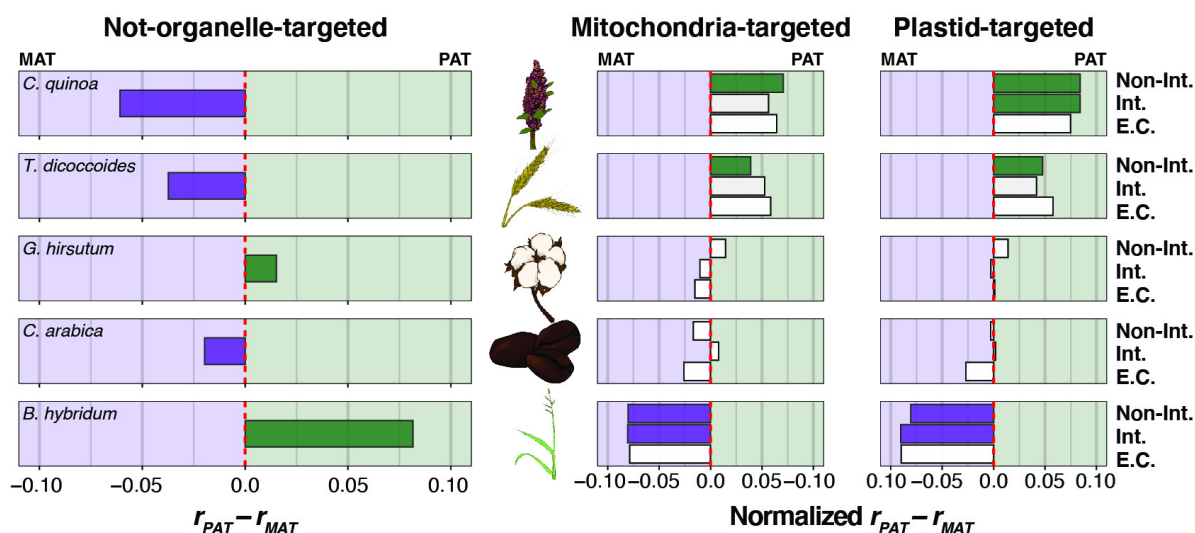 Not-organelle-targeted Mitochondria-targeted Plastid-targeted
MAT PAT MAT PAT MAT PAT
C. quinoa
Non-Int.
Int.
E.C.
T. dicoccoides
Non-Int.
Int.
E.C.
G. hirsutum
Non-Int.
Int.
E.C.
C. arabica
Non-Int.
Int.
E.C.
B. hybridum
Non-Int.
Int.
E.C.
−0.10 −0.05 0.0 0.05 0.10 −0.10 −0.05 0.0 0.05 −0.10 −0.05 0.0 0.05 0.10
rPAT − rMAT Normalized rPAT − rMAT